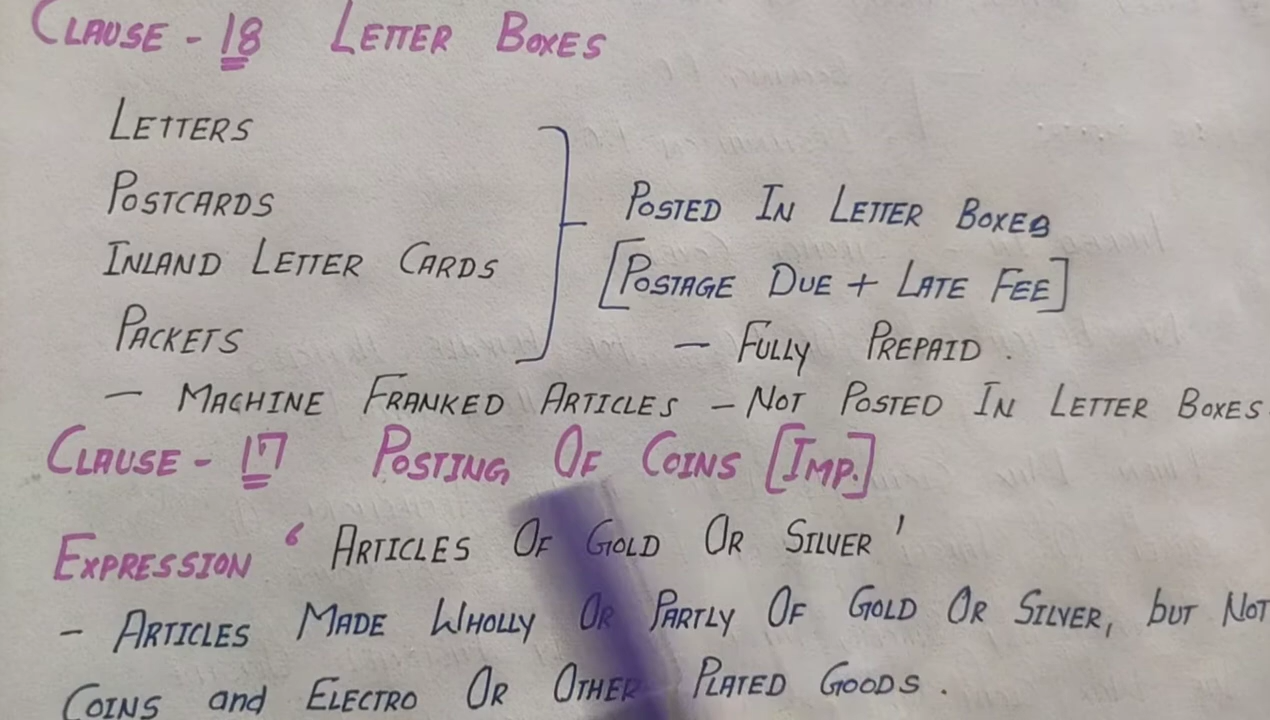 CLAUSE - 18 LETTER BOXES
LETTERS
POSTCARDS
INLAND LETTER CARDS
PACKETS
POSTED IN LETTER BOXES
[POSTAGE DUE + LATE FEE]
- FULLY PREPAID.
- MACHINE FRANKED ARTICLES - NOT POSTED IN LETTER BOXES
CLAUSE - 17 POSTING OF COINS [IMP.]
EXPRESSION ' ARTICLES OF GOLD OR SILVER '
- ARTICLES MADE WHOLLY OR PARTLY OF GOLD OR SILVER, but NOT
COINS and ELECTRO OR OTHER PLATED GOODS.